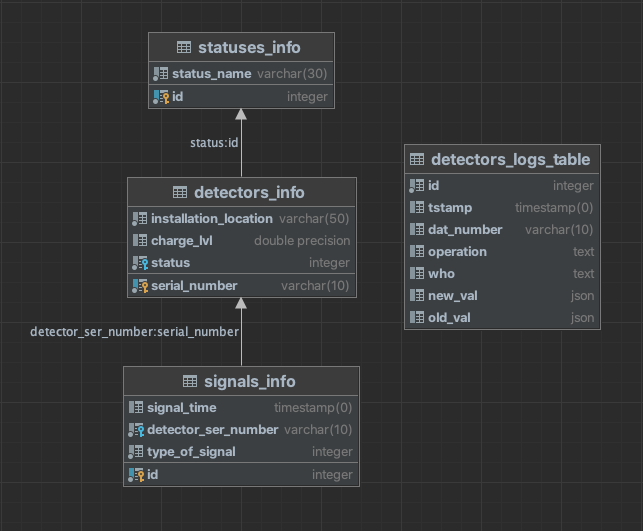 statuses_info
status_name varchar(30)
id integer
status:id
detectors_info
installation_location varchar(50)
charge_lvl double precision
status integer
serial_number varchar(10)
detector_ser_number:serial_number
signals_info
signal_time timestamp(0)
detector_ser_number varchar(10)
type_of_signal integer
id integer
detectors_logs_table
id integer
tstamp timestamp(0)
dat_number varchar(10)
operation text
who text
new_val json
old_val json